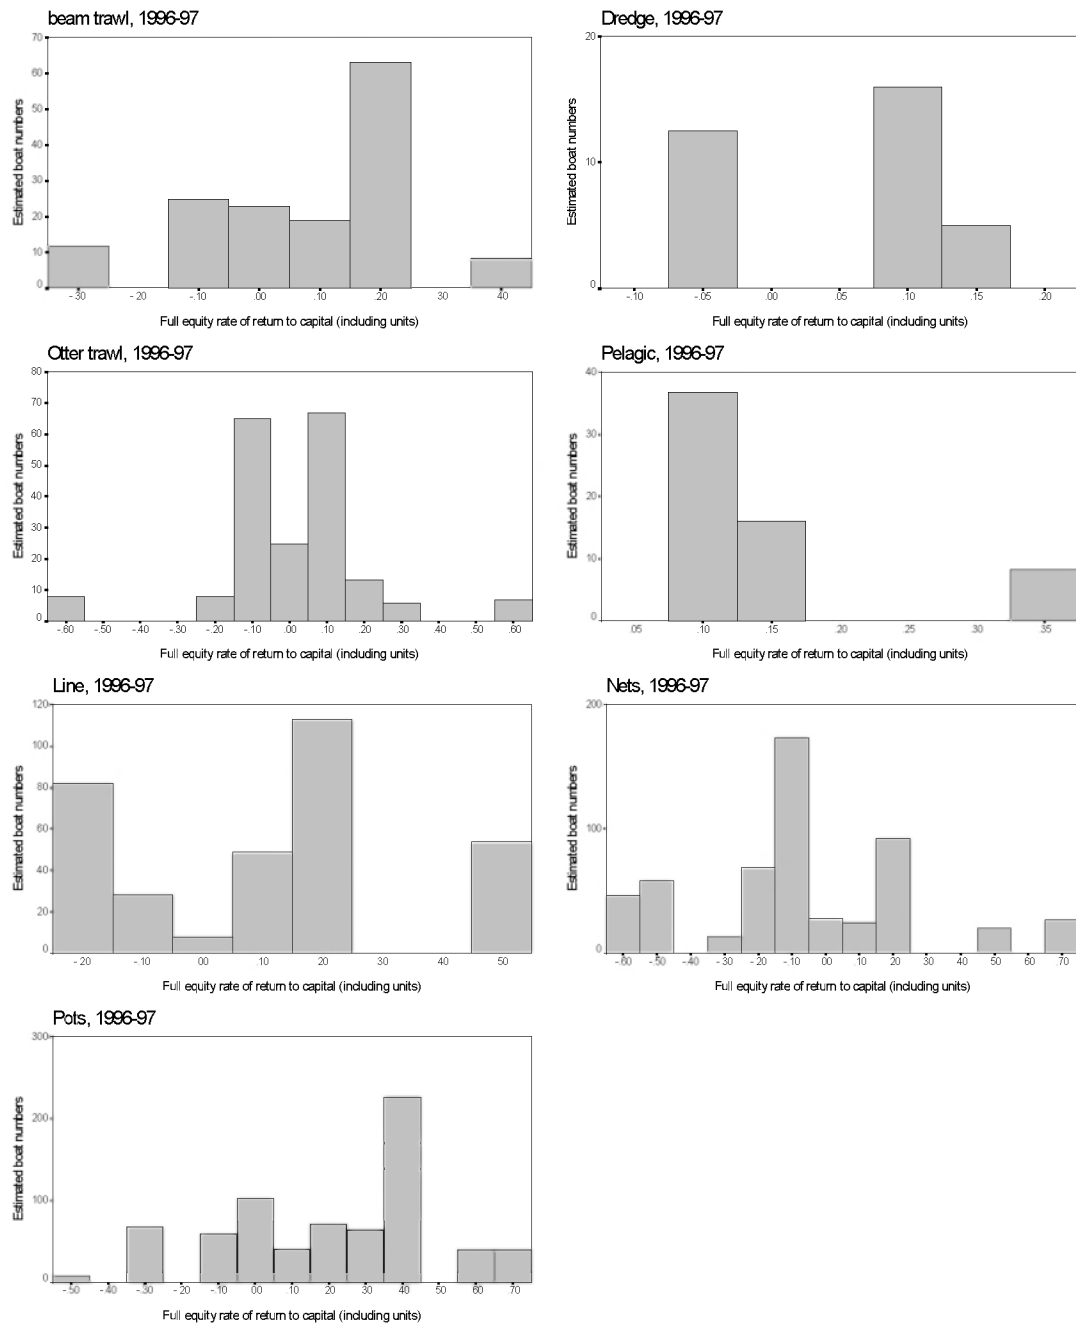 beam trawl, 1996-97
70
60
50
40
30
20
10
0
Estimated boat numbers
-.30 -.20 -.10 .00 .10 .20 .30 .40
Full equity rate of return to capital (including units)
Dredge, 1996-97
20
10
0
Estimated boat numbers
-.10 -.05 .00 .05 .10 .15 .20
Full equity rate of return to capital (including units)
Otter trawl, 1996-97
80
70
60
50
40
30
20
10
0
Estimated boat numbers
-.60 -.50 -.40 -.30 -.20 -.10 .00 .10 .20 .30 .40 .50 .60
Full equity rate of return to capital (including units)
Pelagic, 1996-97
40
30
20
10
0
Estimated boat numbers
.05 .10 .15 .20 .25 .30 .35
Full equity rate of return to capital (including units)
Line, 1996-97
120
100
80
60
40
20
0
Estimated boat numbers
-.20 -.10 .00 .10 .20 .30 .40 .50
Full equity rate of return to capital (including units)
Nets, 1996-97
200
100
0
Estimated boat numbers
-.60 -.50 -.40 -.30 -.20 -.10 .00 .10 .20 .30 .40 .50 .60 .70
Full equity rate of return to capital (including units)
Pots, 1996-97
300
200
100
0
Estimated boat numbers
-.50 -.40 -.30 -.20 -.10 .00 .10 .20 .30 .40 .50 .60 .70
Full equity rate of return to capital (including units)